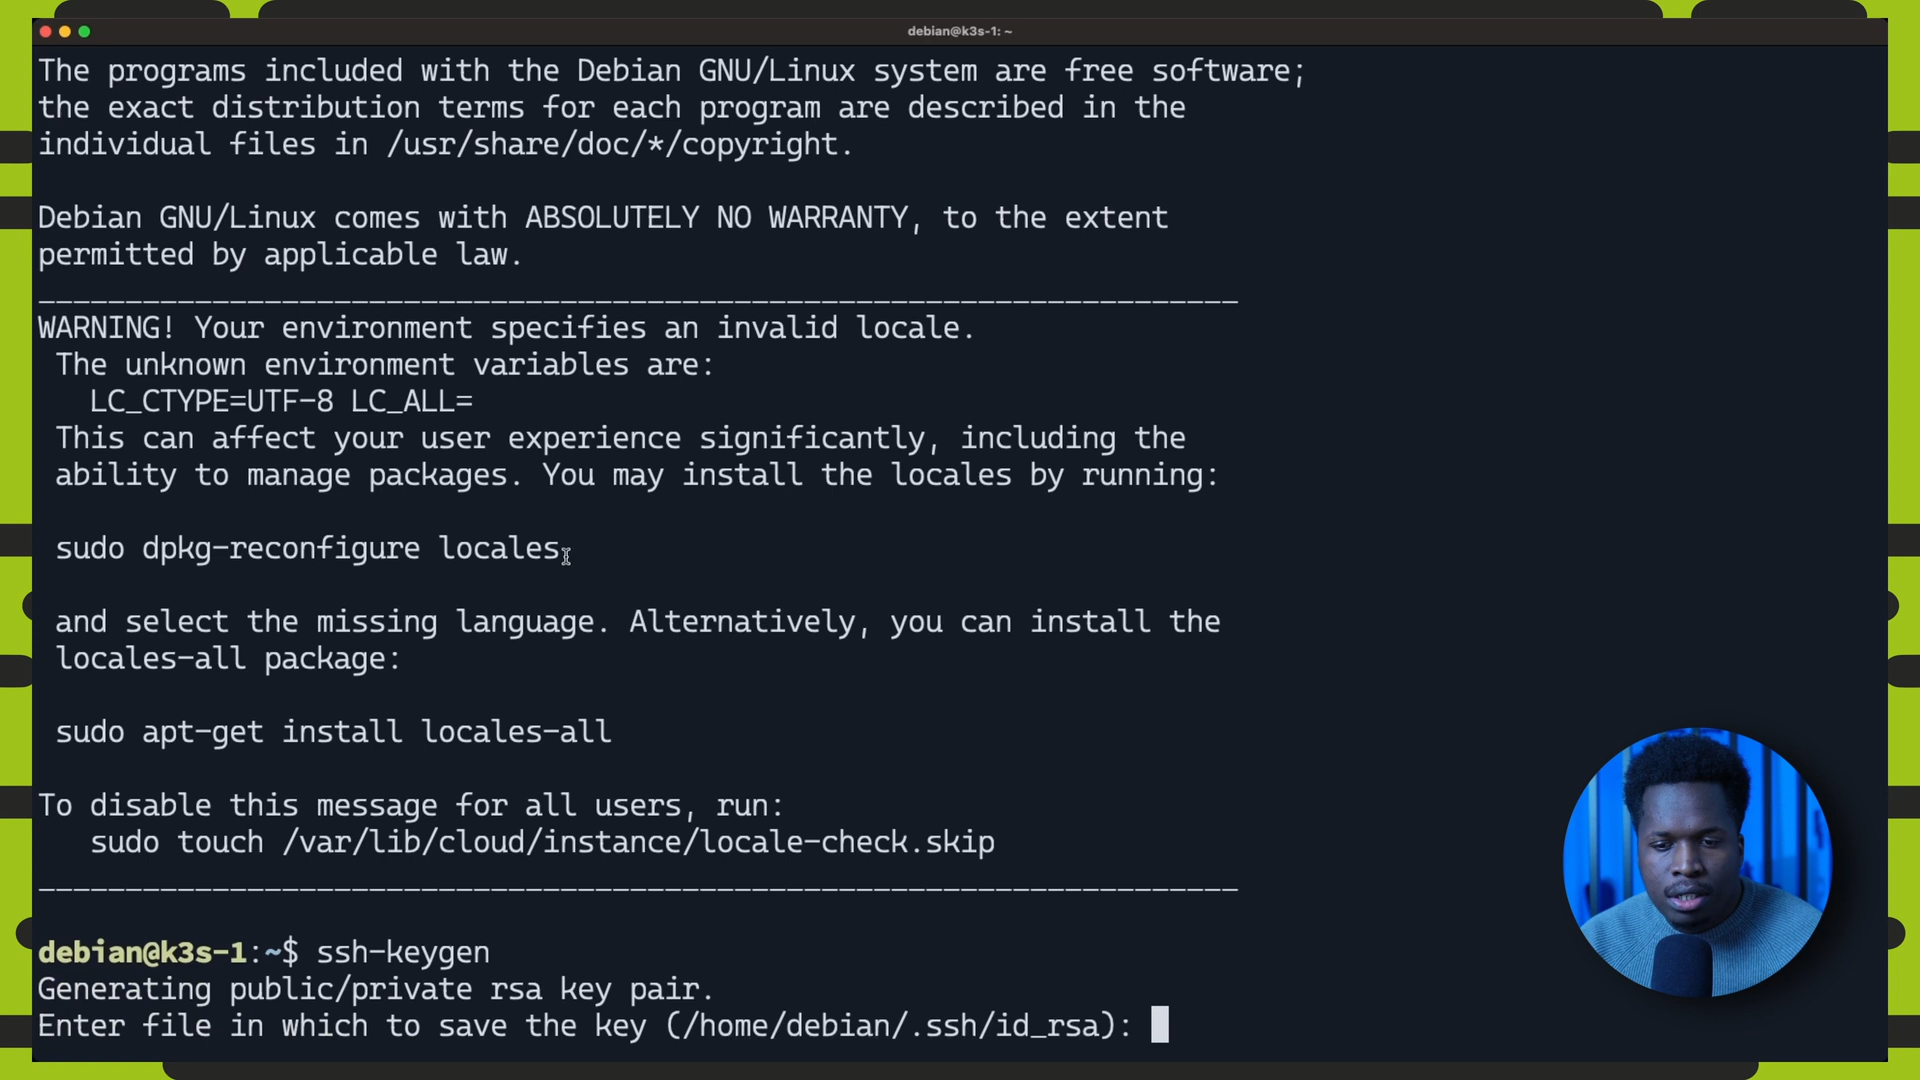 debian@k3s-1: ~
The programs included with the Debian GNU/Linux system are free software;
the exact distribution terms for each program are described in the
individual files in /usr/share/doc/*/copyright.
Debian GNU/Linux comes with ABSOLUTELY NO WARRANTY, to the extent
permitted by applicable law.
_____________________________________________________________________
WARNING! Your environment specifies an invalid locale.
The unknown environment variables are:
LC_CTYPE=UTF-8 LC_ALL=
This can affect your user experience significantly, including the
ability to manage packages. You may install the locales by running:
sudo dpkg-reconfigure locales
and select the missing language. Alternatively, you can install the
locales-all package:
sudo apt-get install locales-all
To disable this message for all users, run:
sudo touch /var/lib/cloud/instance/locale-check.skip
_____________________________________________________________________
debian@k3s-1:~$ ssh-keygen
Generating public/private rsa key pair.
Enter file in which to save the key (/home/debian/.ssh/id_rsa):